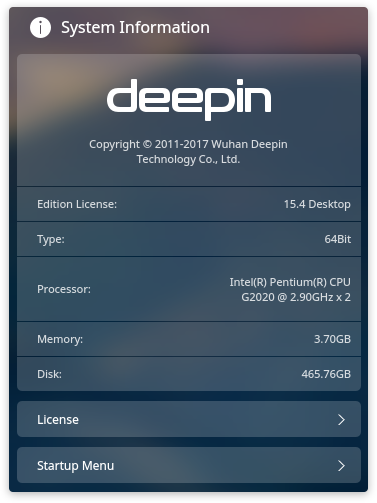 System Information
deepin
Copyright © 2011-2017 Wuhan Deepin
Technology Co., Ltd.
Edition License: 15.4 Desktop
Type: 64Bit
Processor: Intel(R) Pentium(R) CPU
G2020 @ 2.90GHz x 2
Memory: 3.70GB
Disk: 465.76GB
License
Startup Menu